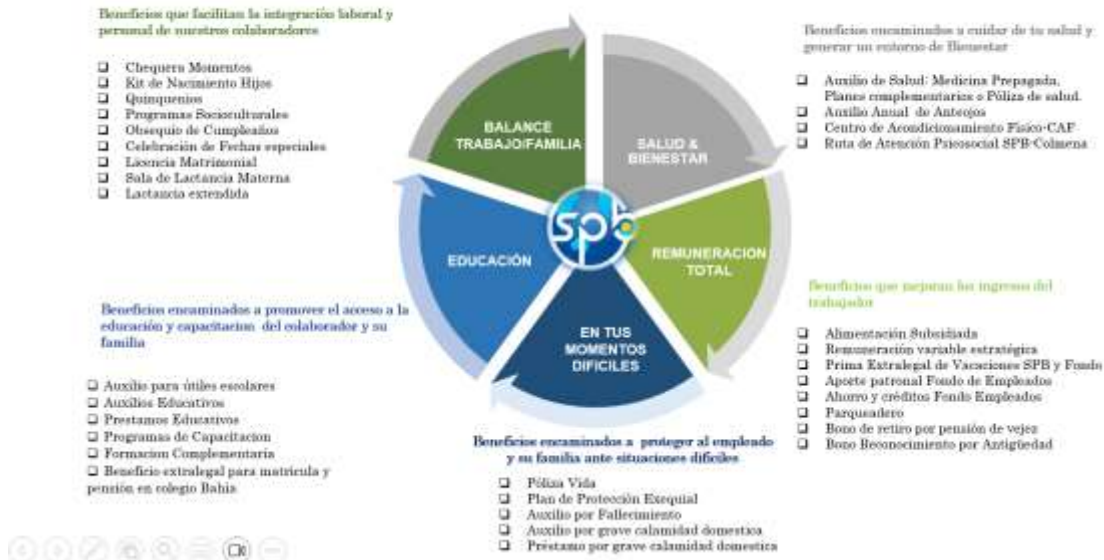 Beneficios que facilitan la integración laboral y
personal de nuestros colaboradores
Chequera Momentos
Kit de Nacimiento Hijos
Quinquenios
Programas Socioculturales
Obsequio de Cumpleaños
Celebración de Fechas especiales
Licencia Matrimonial
Sala de Lactancia Materna
Lactancia extendida
Beneficios encaminados a cuidar de tu salud y
generar un entorno de Bienestar
Auxilio de Salud: Medicina Prepagada,
Planes complementarios o Póliza de salud.
Auxilio Anual de Anteojos
Centro de Acondicionamiento Físico-CAF
Ruta de Atención Psicosocial SPB-Colmena
BALANCE
TRABAJO/FAMILIA
SALUD &
BIENESTAR
spb
EDUCACIÓN
REMUNERACION
TOTAL
EN TUS
MOMENTOS
DIFICILES
Beneficios encaminados a promover el acceso a la
educación y capacitacion del colaborador y su
familia
Auxilio para útiles escolares
Auxilios Educativos
Prestamos Educativos
Programas de Capacitacion
Formacion Complementaria
Beneficio extralegal para matricula y
pensión en colegio Bahia
Beneficios que mejoran los ingresos del
trabajador
Alimentación Subsidiada
Remuneración variable estratégica
Prima Extralegal de Vacaciones SPB y Fondo
Aporte patronal Fondo de Empleados
Ahorro y créditos Fondo Empleados
Parqueadero
Bono de retiro por pensión de vejez
Bono Reconocimiento por Antigüedad
Beneficios encaminados a proteger al empleado
y su familia ante situaciones dificiles
Póliza Vida
Plan de Protección Exequial
Auxilio por Fallecimiento
Auxilio por grave calamidad domestica
Préstamo por grave calamidad domestica